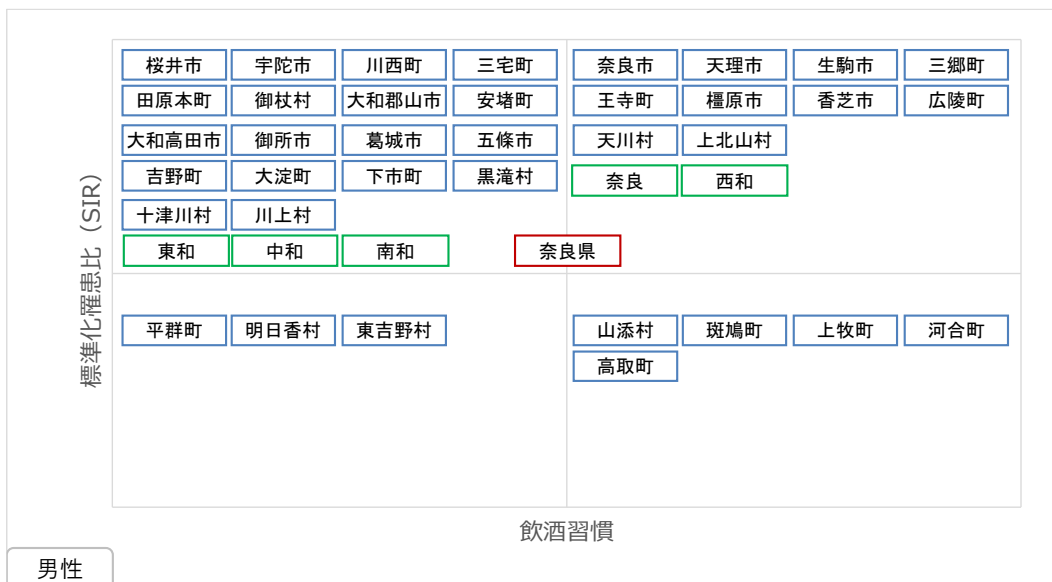 桜井市 宇陀市 川西町 三宅町 奈良市 天理市 生駒市 三郷町
田原本町 御杖村 大和郡山市 安堵町 王寺町 橿原市 香芝市 広陵町
大和高田市 御所市 葛城市 五條市 天川村 上北山村
吉野町 大淀町 下市町 黒滝村 奈良 西和
十津川村 川上村
東和 中和 南和 奈良県
標準化罹患比（SIR）
平群町 明日香村 東吉野村 山添村 斑鳩町 上牧町 河合町
高取町
飲酒習慣
男性